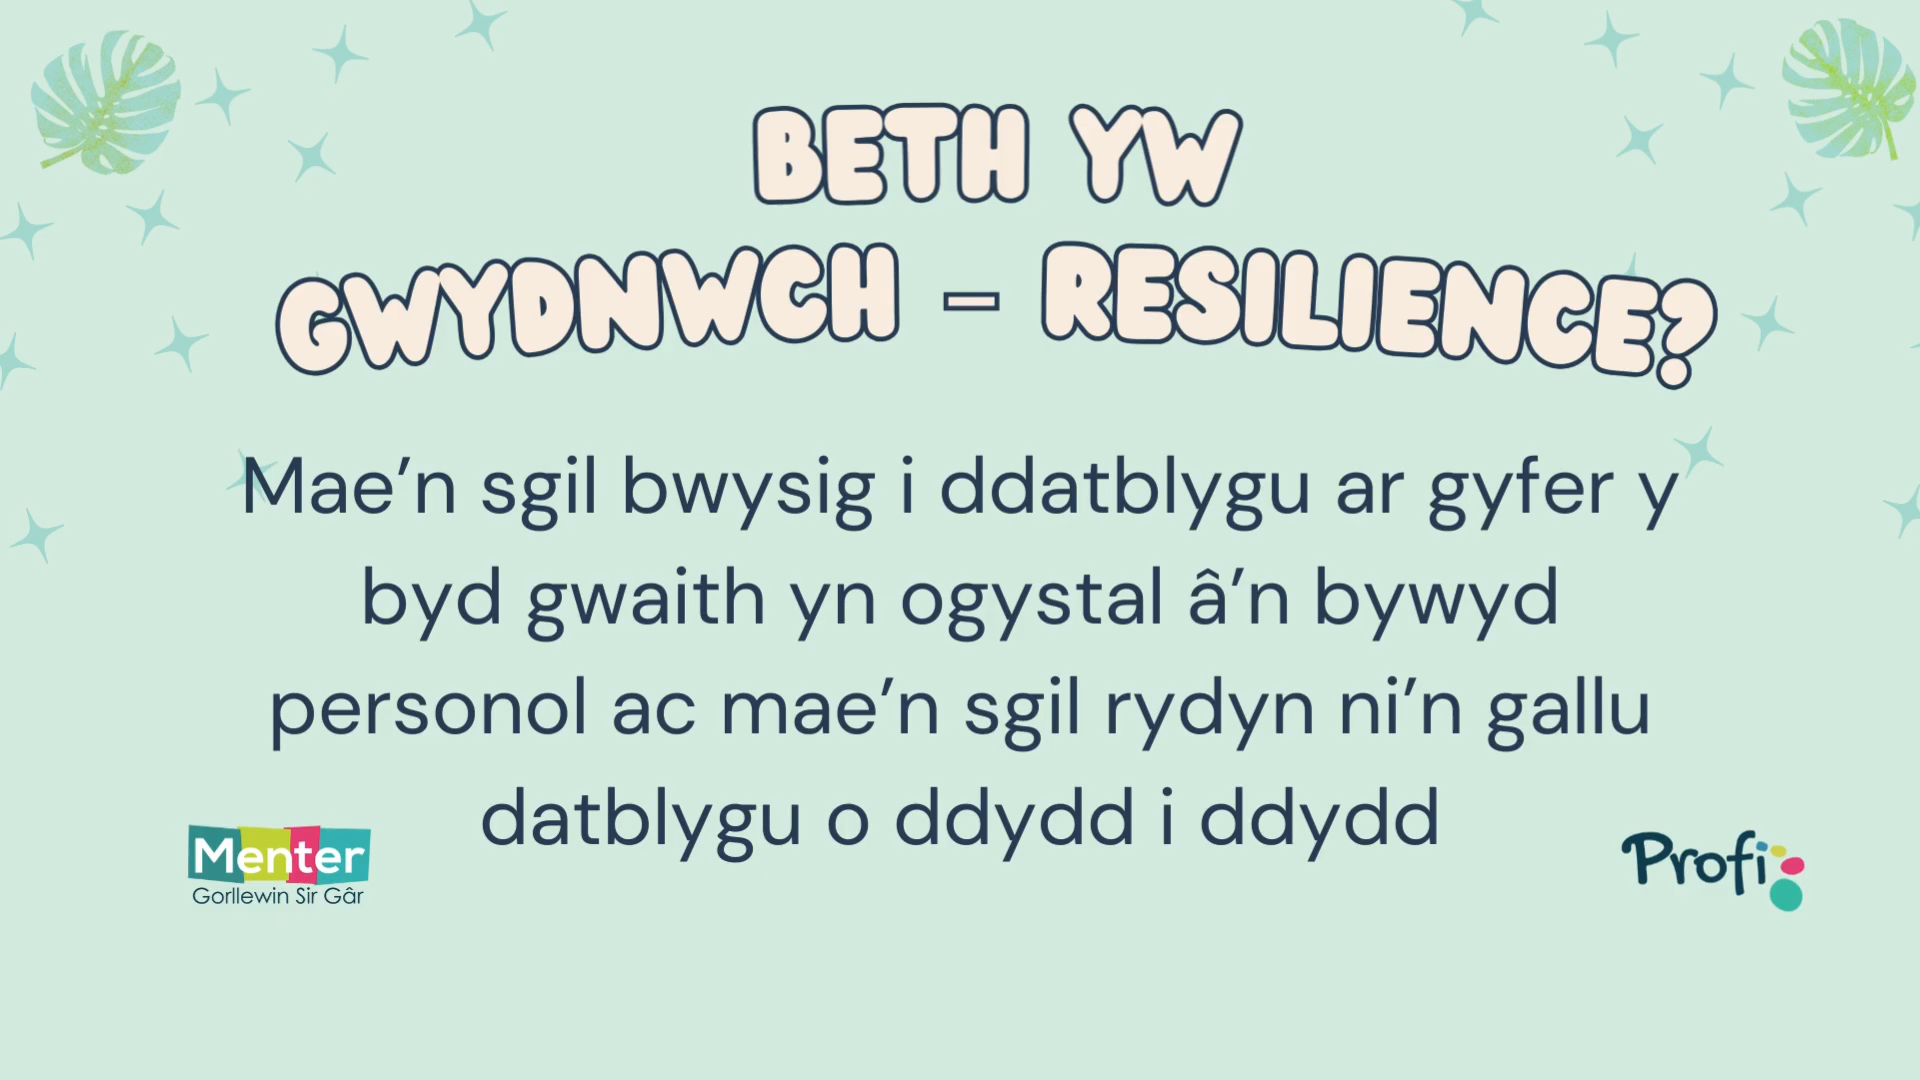 BETH YW
GWYDNWCH – RESILIENCE?
Mae’n sgil bwysig i ddatblygu ar gyfer y
byd gwaith yn ogystal â’n bywyd
personol ac mae’n sgil rydyn ni’n gallu
datblygu o ddydd i ddydd
Menter
Gorllewin Sir Gâr
Profi